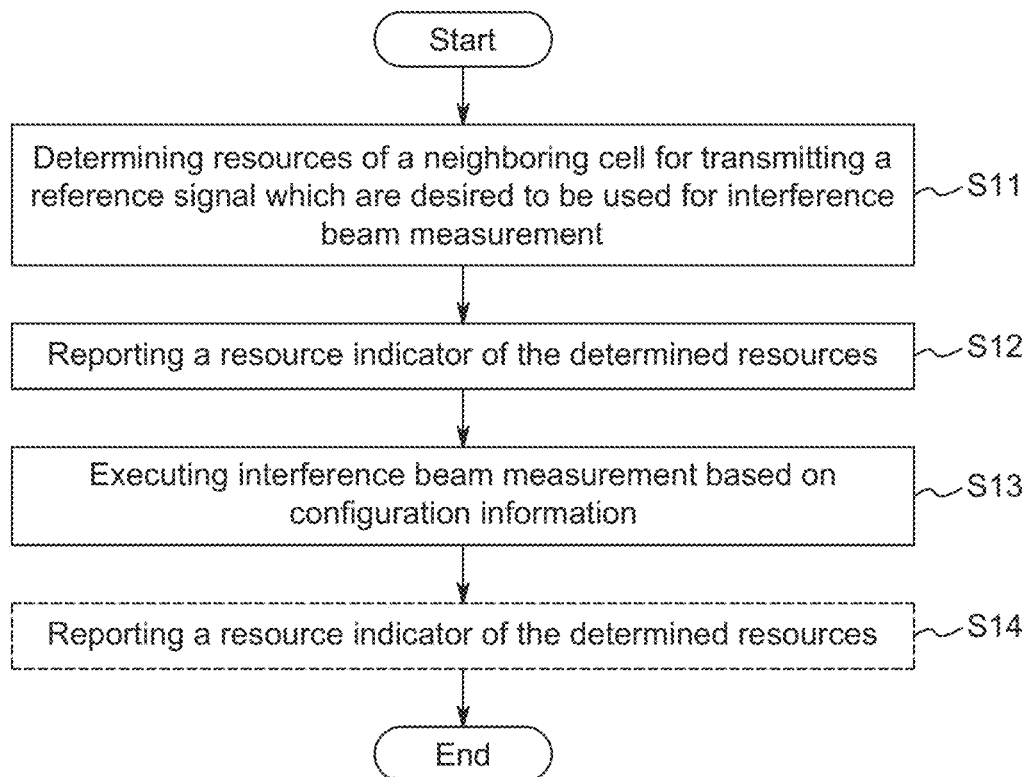 Start
Determining resources of a neighboring cell for transmitting a
reference signal which are desired to be used for interference
beam measurement
S11
Reporting a resource indicator of the determined resources
S12
Executing interference beam measurement based on
configuration information
S13
Reporting a resource indicator of the determined resources
S14
End